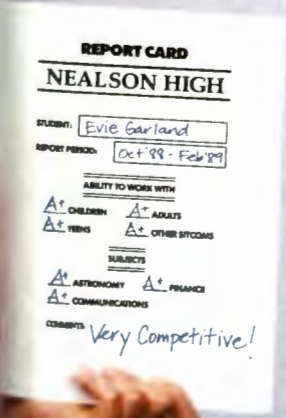 REPORT CARD
NEALSON HIGH
STUDENT: Evie Garland
REPORT PERIOD: Oct '88 - Feb '89
ABILITY TO WORK WITH
A+ CHILDREN A+ ADULTS
A+ TEENS A+ OTHER SITCOMS
SUBJECTS
A+ ASTRONOMY A+ FINANCE
A+ COMMUNICATIONS
COMMENTS: Very Competitive!